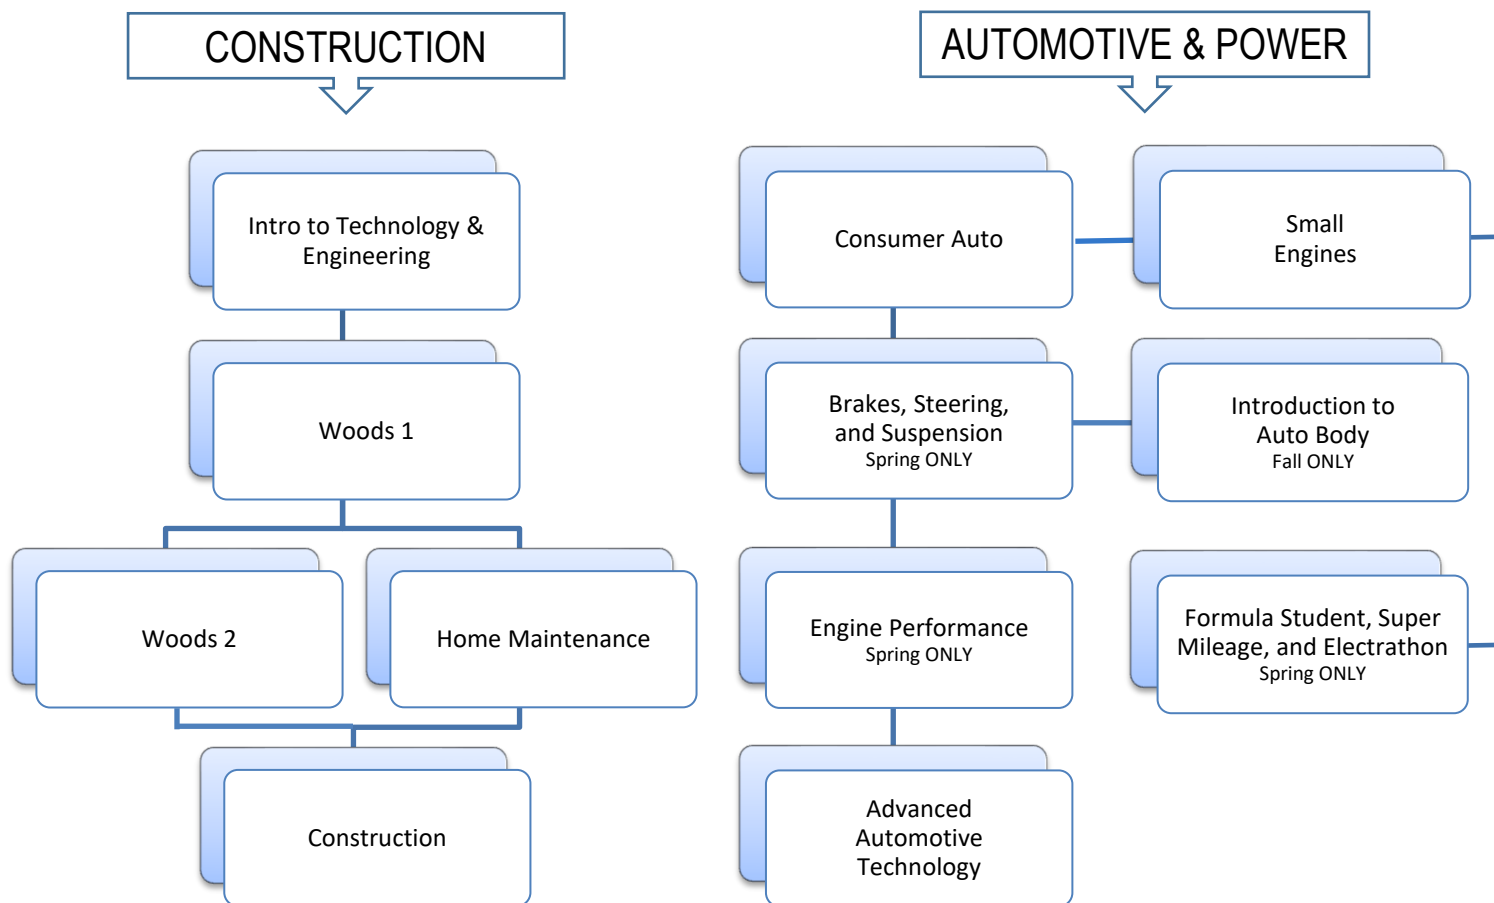 CONSTRUCTION
Intro to Technology &
Engineering
Woods 1
Woods 2
Home Maintenance
Construction
AUTOMOTIVE & POWER
Consumer Auto
Small
Engines
Brakes, Steering,
and Suspension
Spring ONLY
Introduction to
Auto Body
Fall ONLY
Engine Performance
Spring ONLY
Formula Student, Super
Mileage, and Electrathon
Spring ONLY
Advanced
Automotive
Technology